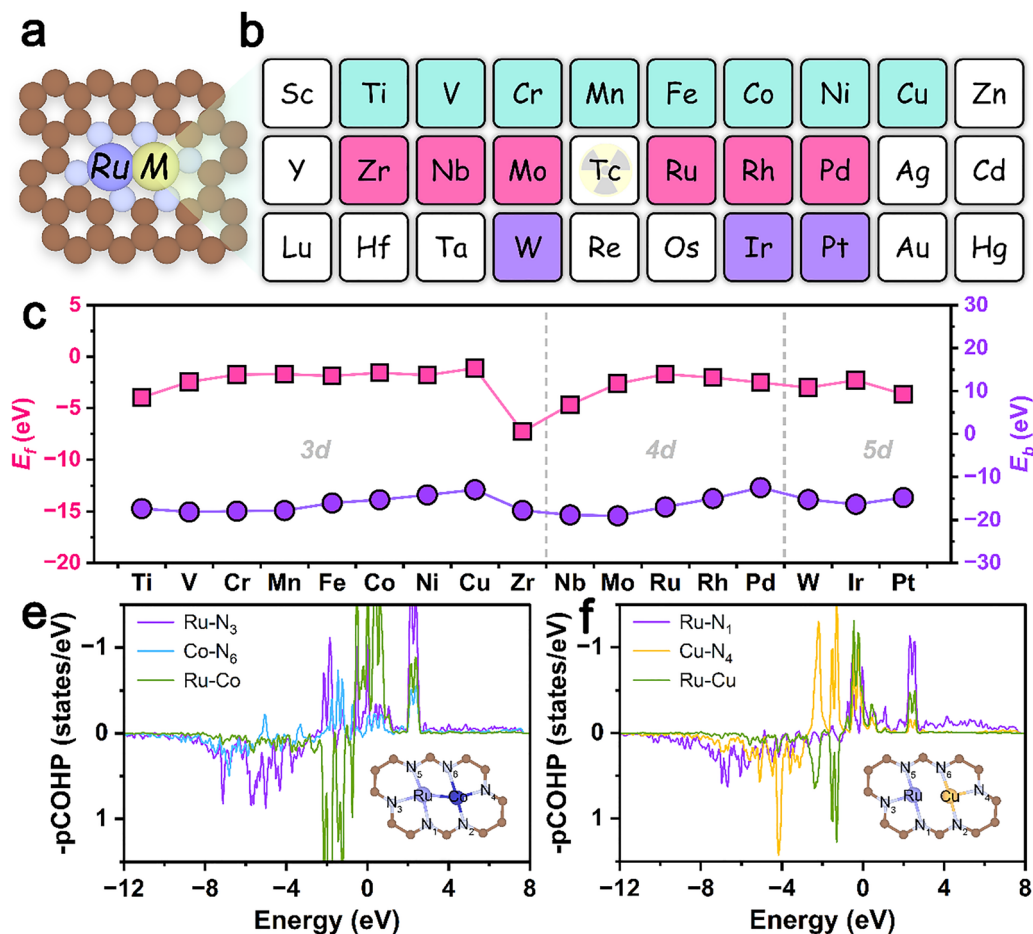 a
b
Ru M
Sc Ti V Cr Mn Fe Co Ni Cu Zn
Y Zr Nb Mo Tc Ru Rh Pd Ag Cd
Lu Hf Ta W Re Os Ir Pt Au Hg
c
5
0
−5
−10
−15
−20
E_f (eV)
3d
4d
5d
30
20
10
0
−10
−20
−30
E_b (eV)
Ti V Cr Mn Fe Co Ni Cu Zr Nb Mo Ru Rh Pd W Ir Pt
e
Ru-N₃
Co-N₆
Ru-Co
−1
0
1
-pCOHP (states/eV)
N₅ N₆
Ru Co N₄
N₃
N₁ N₂
−12 −8 −4 0 4 8
Energy (eV)
f
Ru-N₁
Cu-N₄
Ru-Cu
−1
0
1
-pCOHP (states/eV)
N₅ N₆
Ru Cu N₄
N₃
N₁ N₂
−12 −8 −4 0 4 8
Energy (eV)